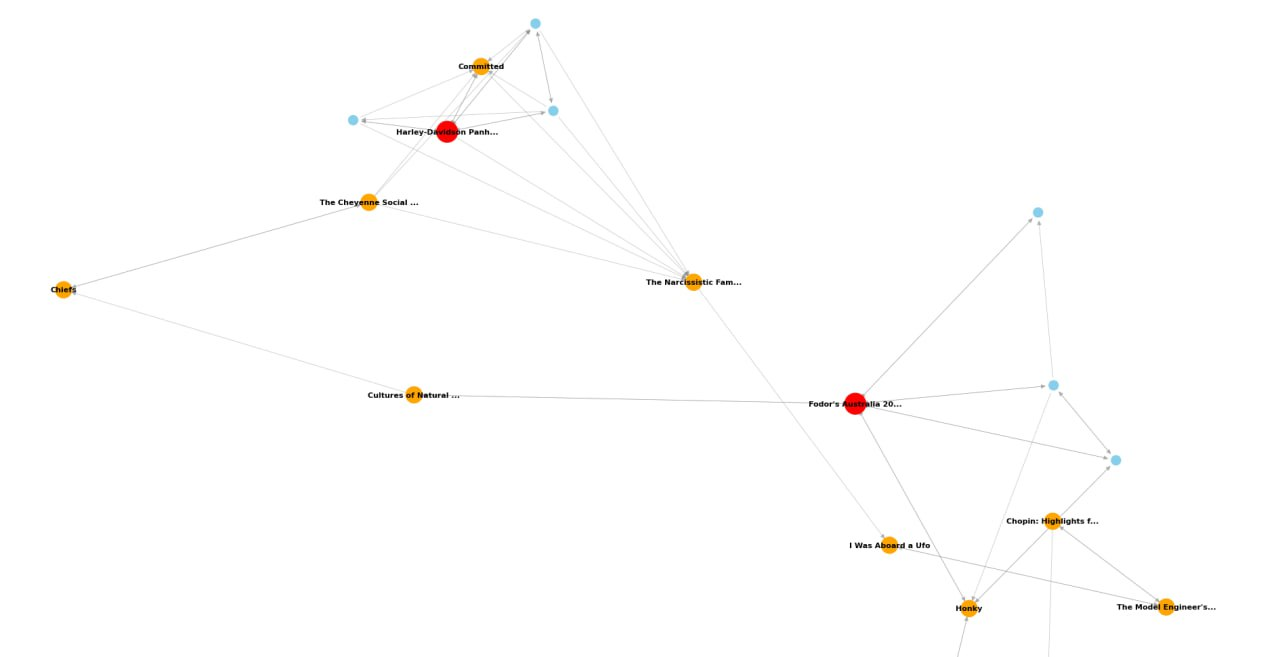 Committed
Harley-Davidson Panh...
The Cheyenne Social ...
The Narcissistic Fam...
Chiefs
Cultures of Natural ...
Fodor's Australia 20...
Chopin: Highlights f...
I Was Aboard a Ufo
Honky
The Model Engineer's...